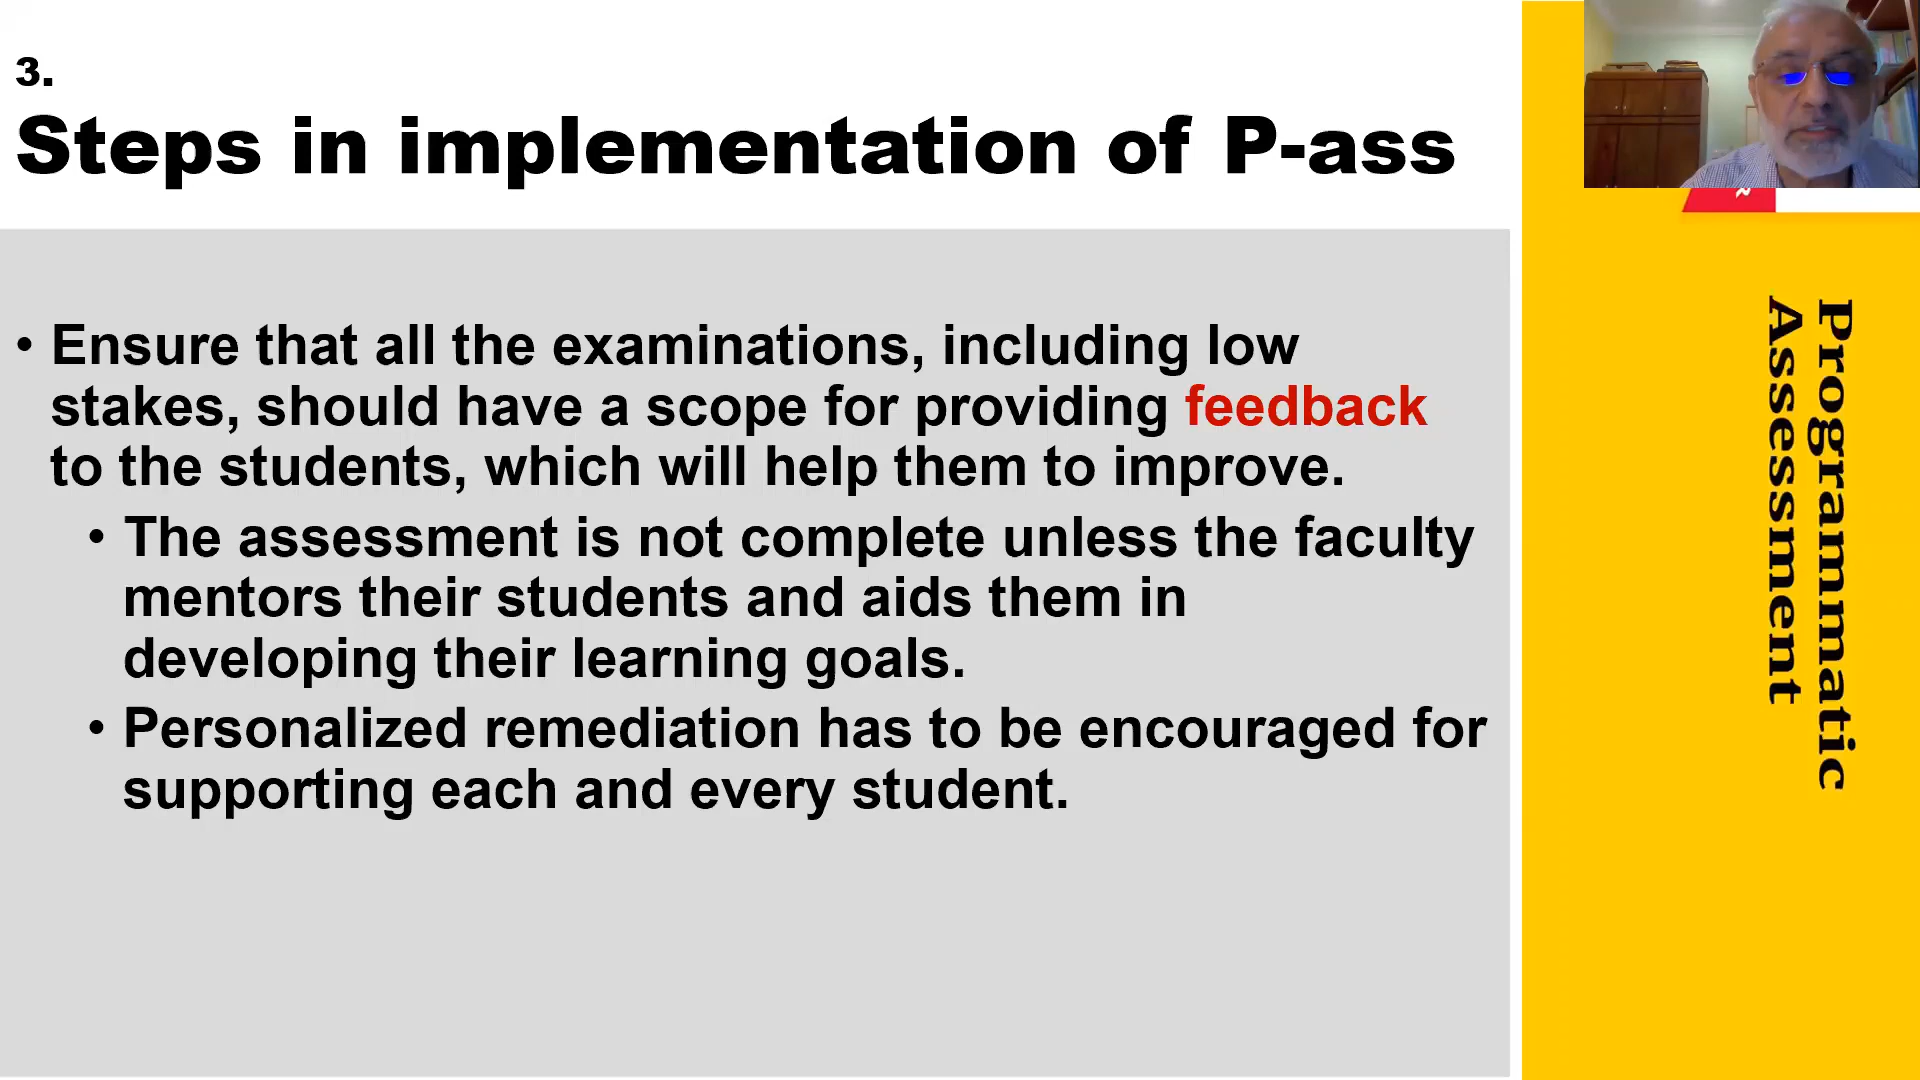 3.
Steps in implementation of P-ass
• Ensure that all the examinations, including low
stakes, should have a scope for providing feedback
to the students, which will help them to improve.
• The assessment is not complete unless the faculty
mentors their students and aids them in
developing their learning goals.
• Personalized remediation has to be encouraged for
supporting each and every student.
Programmatic
Assessment